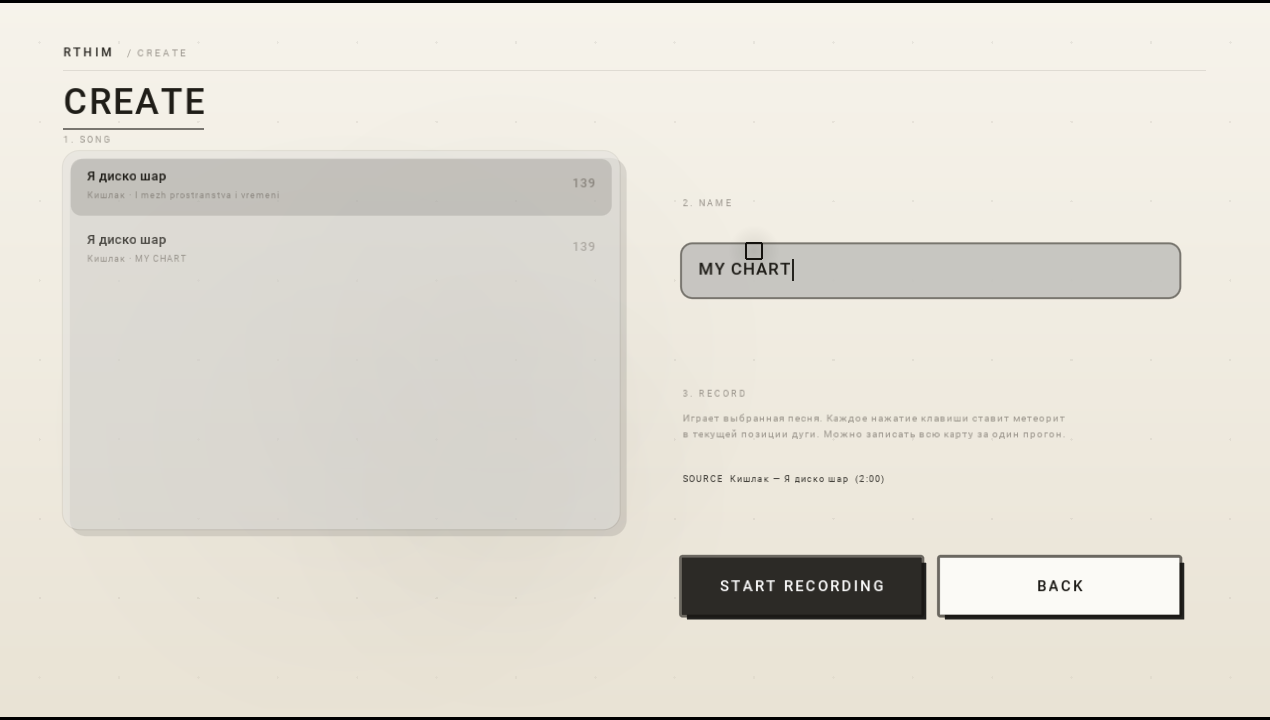 RTHIM / CREATE
CREATE
1. SONG
Я диско шар
Кишлак · I mezh prostranstva i vremeni
139
Я диско шар
Кишлак · MY CHART
139
2. NAME
MY CHART
3. RECORD
Играет выбранная песня. Каждое нажатие клавиши ставит метеорит
в текущей позиции дуги. Можно записать всю карту за один прогон.
SOURCE Кишлак — Я диско шар (2:00)
START RECORDING
BACK